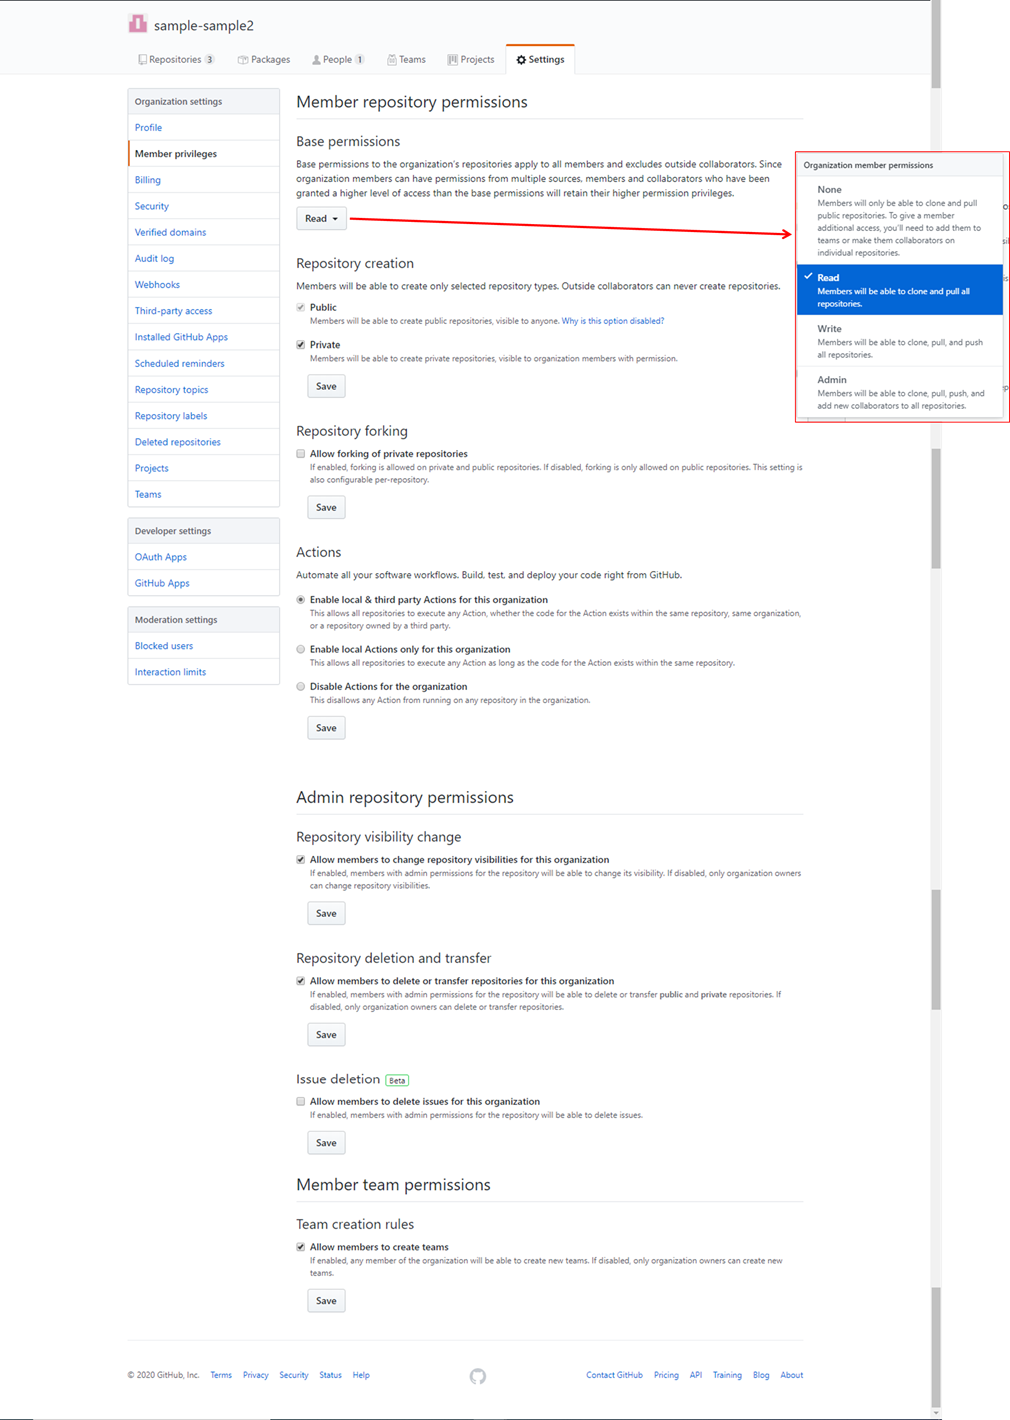 sample-sample2
Repositories 3 Packages People 1 Teams Projects Settings
Organization settings
Profile
Member privileges
Billing
Security
Verified domains
Audit log
Webhooks
Third-party access
Installed GitHub Apps
Scheduled reminders
Repository topics
Repository labels
Deleted repositories
Projects
Teams
Developer settings
OAuth Apps
GitHub Apps
Moderation settings
Blocked users
Interaction limits
Member repository permissions
Base permissions
Base permissions to the organization's repositories apply to all members and excludes outside collaborators. Since
organization members can have permissions from multiple sources, members and collaborators who have been
granted a higher level of access than the base permissions will retain their higher permission privileges.
Read
Organization member permissions
None
Members will only be able to clone and pull
public repositories. To give a member
additional access, you'll need to add them to
teams or make them collaborators on
individual repositories.
Read
Members will be able to clone and pull all
repositories.
Write
Members will be able to clone, pull, and push
all repositories.
Admin
Members will be able to clone, pull, push, and
add new collaborators to all repositories.
Repository creation
Members will be able to create only selected repository types. Outside collaborators can never create repositories.
Public
Members will be able to create public repositories, visible to anyone. Why is this option disabled?
Private
Members will be able to create private repositories, visible to organization members with permission.
Save
Repository forking
Allow forking of private repositories
If enabled, forking is allowed on private and public repositories. If disabled, forking is only allowed on public repositories. This setting is
also configurable per-repository.
Save
Actions
Automate all your software workflows. Build, test, and deploy your code right from GitHub.
Enable local & third party Actions for this organization
This allows all repositories to execute any Action, whether the code for the Action exists within the same repository, same organization,
or a repository owned by a third party.
Enable local Actions only for this organization
This allows all repositories to execute any Action as long as the code for the Action exists within the same repository.
Disable Actions for the organization
This disallows any Action from running on any repository in the organization.
Save
Admin repository permissions
Repository visibility change
Allow members to change repository visibilities for this organization
If enabled, members with admin permissions for the repository will be able to change its visibility. If disabled, only organization owners
can change repository visibilities.
Save
Repository deletion and transfer
Allow members to delete or transfer repositories for this organization
If enabled, members with admin permissions for the repository will be able to delete or transfer public and private repositories. If
disabled, only organization owners can delete or transfer repositories.
Save
Issue deletion Beta
Allow members to delete issues for this organization
If enabled, members with admin permissions for the repository will be able to delete issues.
Save
Member team permissions
Team creation rules
Allow members to create teams
If enabled, any member of the organization will be able to create new teams. If disabled, only organization owners can create new
teams.
Save
© 2020 GitHub, Inc. Terms Privacy Security Status Help Contact GitHub Pricing API Training Blog About